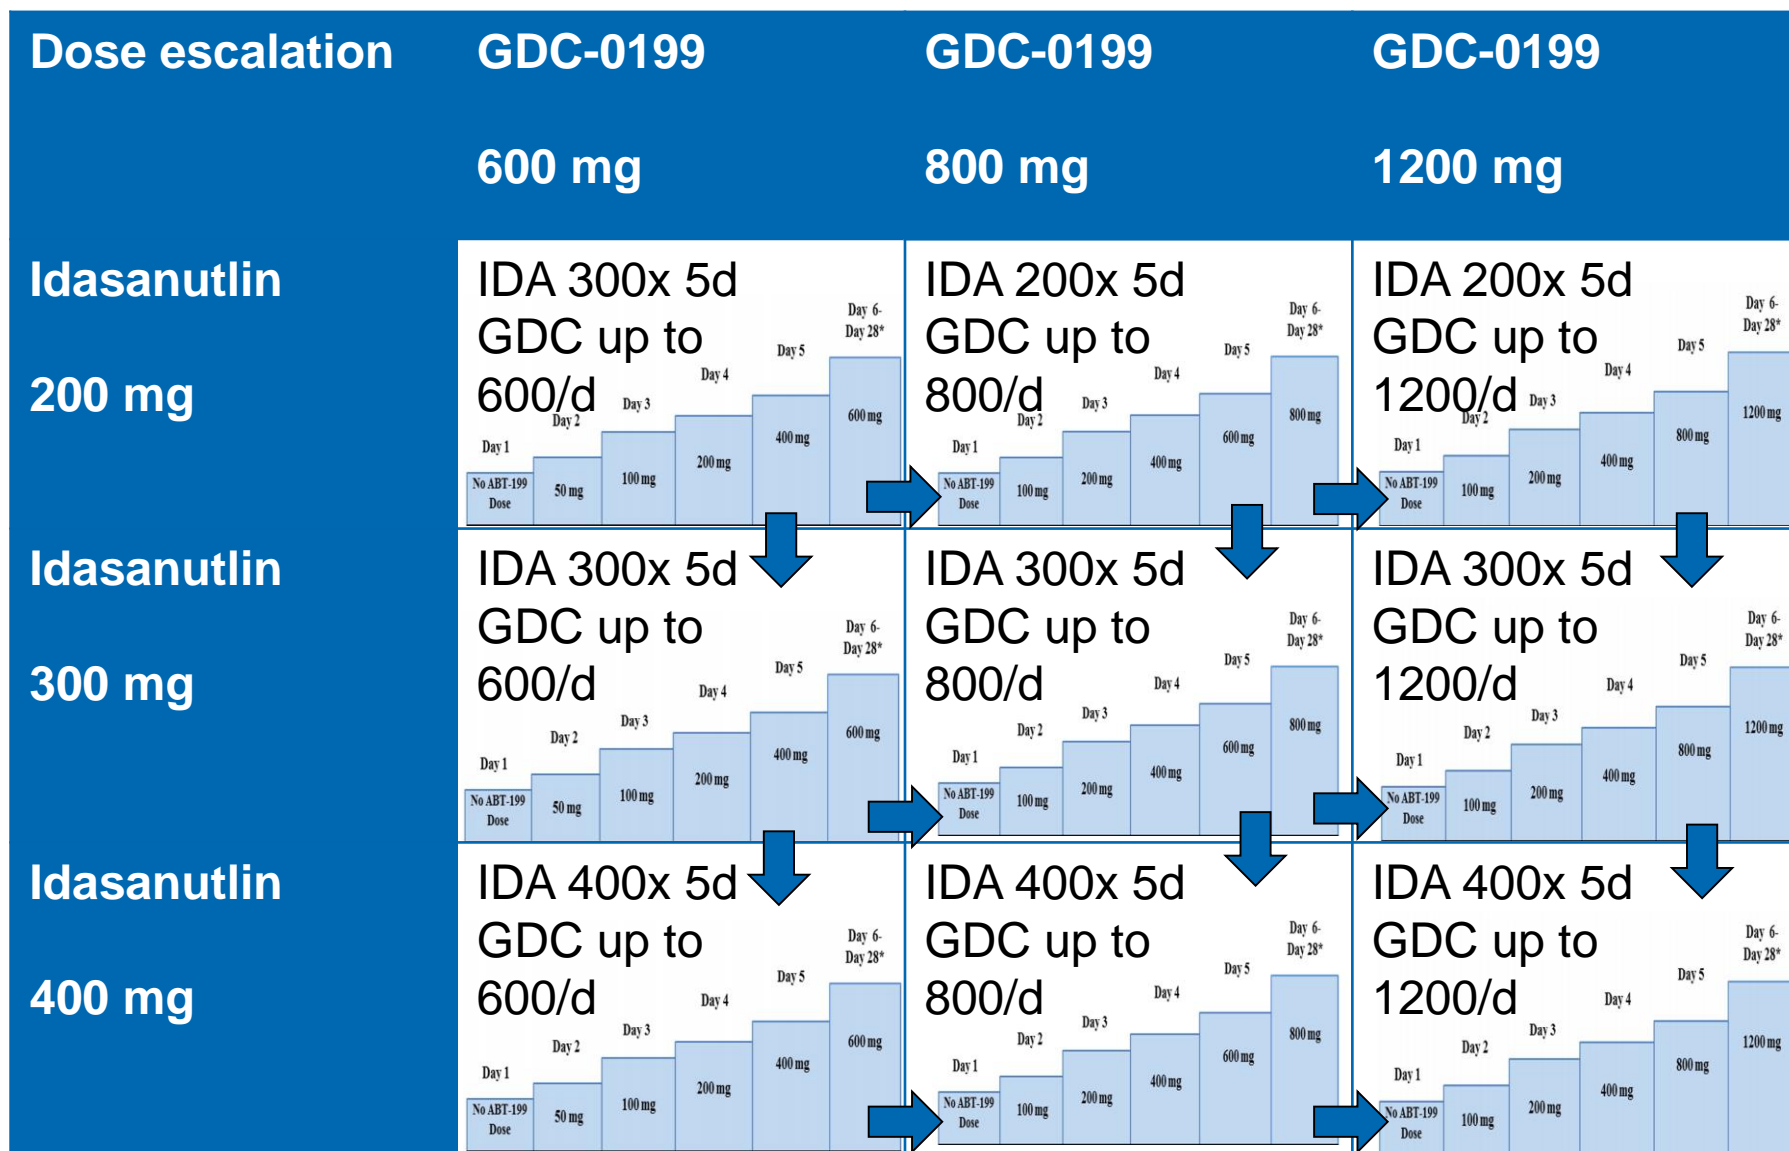 Dose escalation
GDC-0199
600 mg
GDC-0199
800 mg
GDC-0199
1200 mg
Idasanutlin
200 mg
IDA 300x 5d
GDC up to
600/d
Day 1
Day 2
Day 3
Day 4
Day 5
Day 6-
Day 28*
No ABT-199
Dose
50 mg
100 mg
200 mg
400 mg
600 mg
IDA 200x 5d
GDC up to
800/d
Day 1
Day 2
Day 3
Day 4
Day 5
Day 6-
Day 28*
No ABT-199
Dose
100 mg
200 mg
400 mg
600 mg
800 mg
IDA 200x 5d
GDC up to
1200/d
Day 1
Day 2
Day 3
Day 4
Day 5
Day 6-
Day 28*
No ABT-199
Dose
100 mg
200 mg
400 mg
800 mg
1200 mg
Idasanutlin
300 mg
IDA 300x 5d
GDC up to
600/d
Day 1
Day 2
Day 3
Day 4
Day 5
Day 6-
Day 28*
No ABT-199
Dose
50 mg
100 mg
200 mg
400 mg
600 mg
IDA 300x 5d
GDC up to
800/d
Day 1
Day 2
Day 3
Day 4
Day 5
Day 6-
Day 28*
No ABT-199
Dose
100 mg
200 mg
400 mg
600 mg
800 mg
IDA 300x 5d
GDC up to
1200/d
Day 1
Day 2
Day 3
Day 4
Day 5
Day 6-
Day 28*
No ABT-199
Dose
100 mg
200 mg
400 mg
800 mg
1200 mg
Idasanutlin
400 mg
IDA 400x 5d
GDC up to
600/d
Day 1
Day 2
Day 3
Day 4
Day 5
Day 6-
Day 28*
No ABT-199
Dose
50 mg
100 mg
200 mg
400 mg
600 mg
IDA 400x 5d
GDC up to
800/d
Day 1
Day 2
Day 3
Day 4
Day 5
Day 6-
Day 28*
No ABT-199
Dose
100 mg
200 mg
400 mg
600 mg
800 mg
IDA 400x 5d
GDC up to
1200/d
Day 1
Day 2
Day 3
Day 4
Day 5
Day 6-
Day 28*
No ABT-199
Dose
100 mg
200 mg
400 mg
800 mg
1200 mg